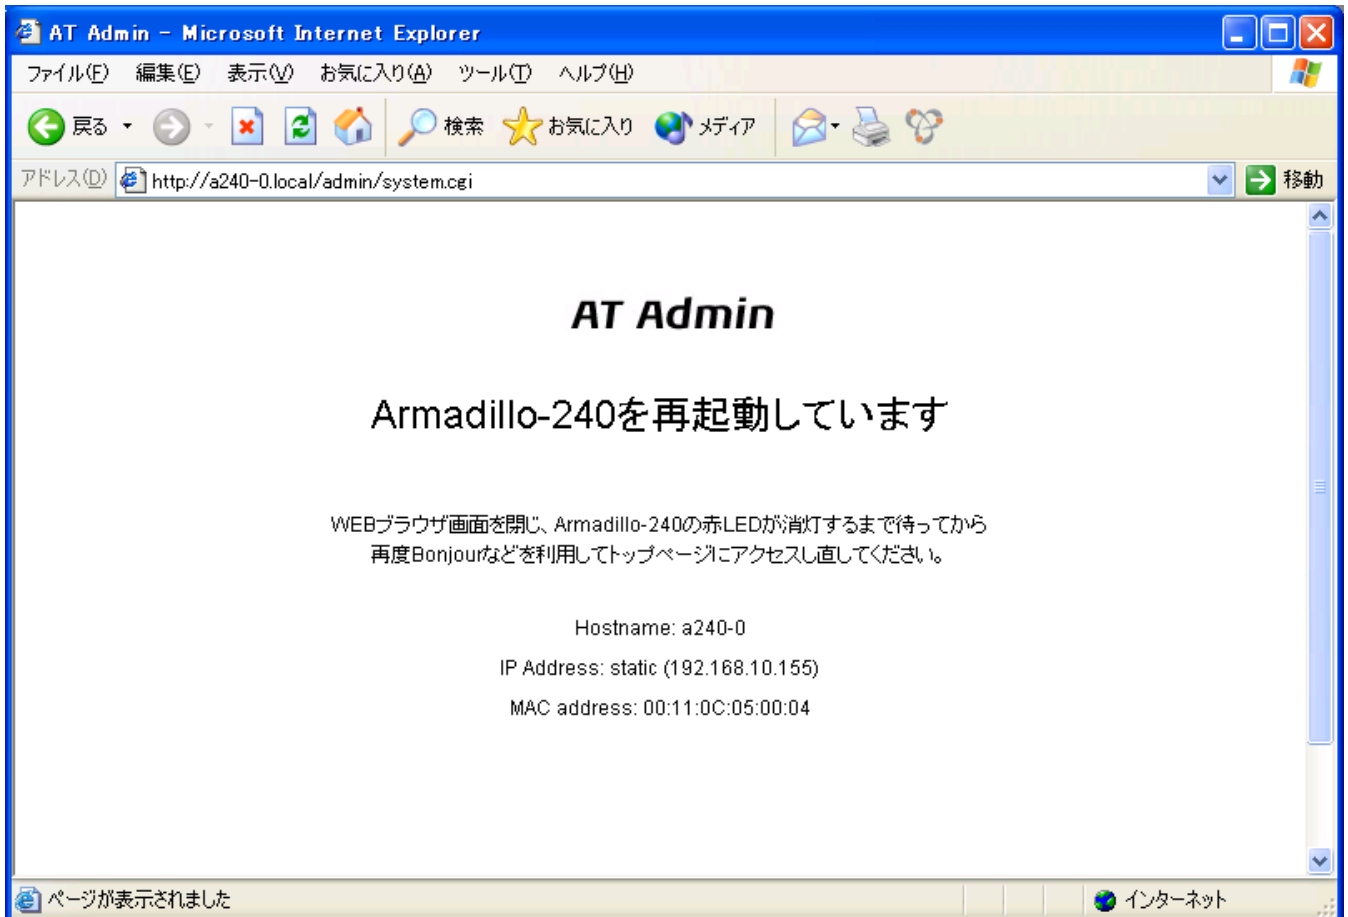 AT Admin - Microsoft Internet Explorer
ファイル(F) 編集(E) 表示(V) お気に入り(A) ツール(T) ヘルプ(H)
戻る 検索 お気に入り メディア
アドレス(D) http://a240-0.local/admin/system.cgi 移動
AT Admin
Armadillo-240を再起動しています
WEBブラウザ画面を閉じ、Armadillo-240の赤LEDが消灯するまで待ってから
再度Bonjourなどを利用してトップページにアクセスし直してください。
Hostname: a240-0
IP Address: static (192.168.10.155)
MAC address: 00:11:0C:05:00:04
ページが表示されました インターネット